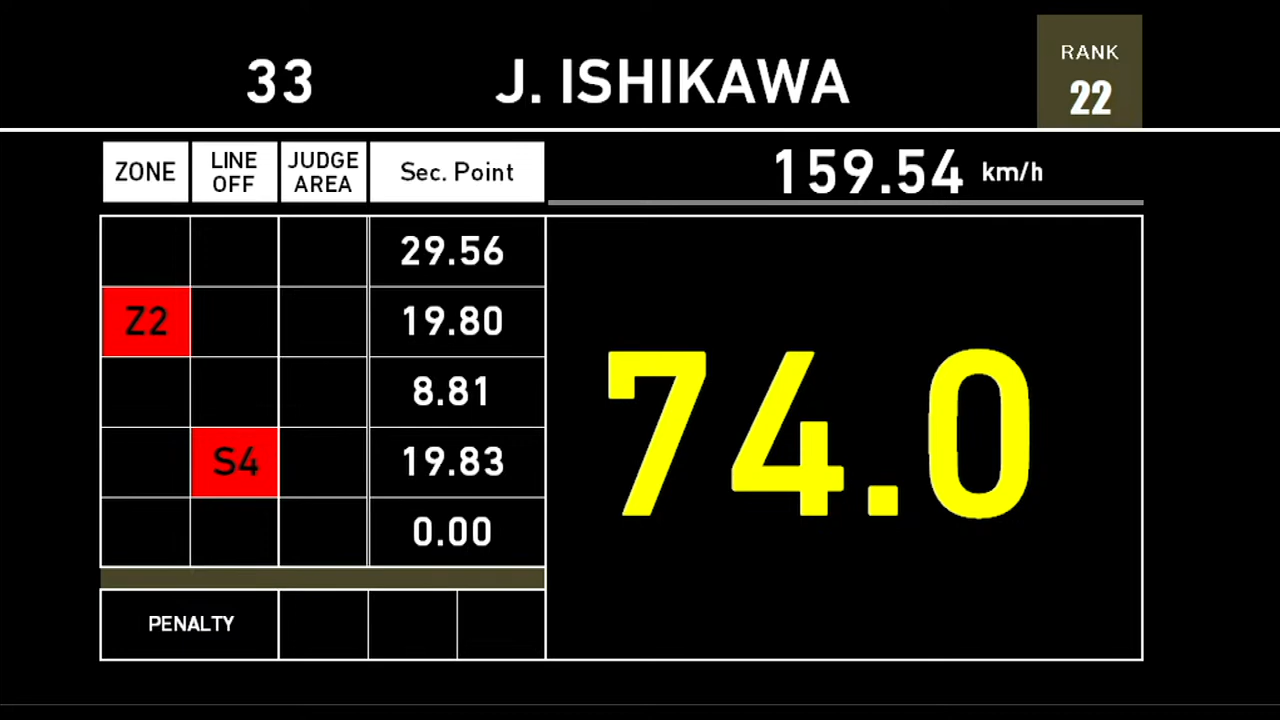 33 J. ISHIKAWA
RANK
22
ZONE
LINE
OFF
JUDGE
AREA
Sec. Point
159.54 km/h
29.56
Z2 19.80
8.81
S4 19.83
0.00
74.0
PENALTY